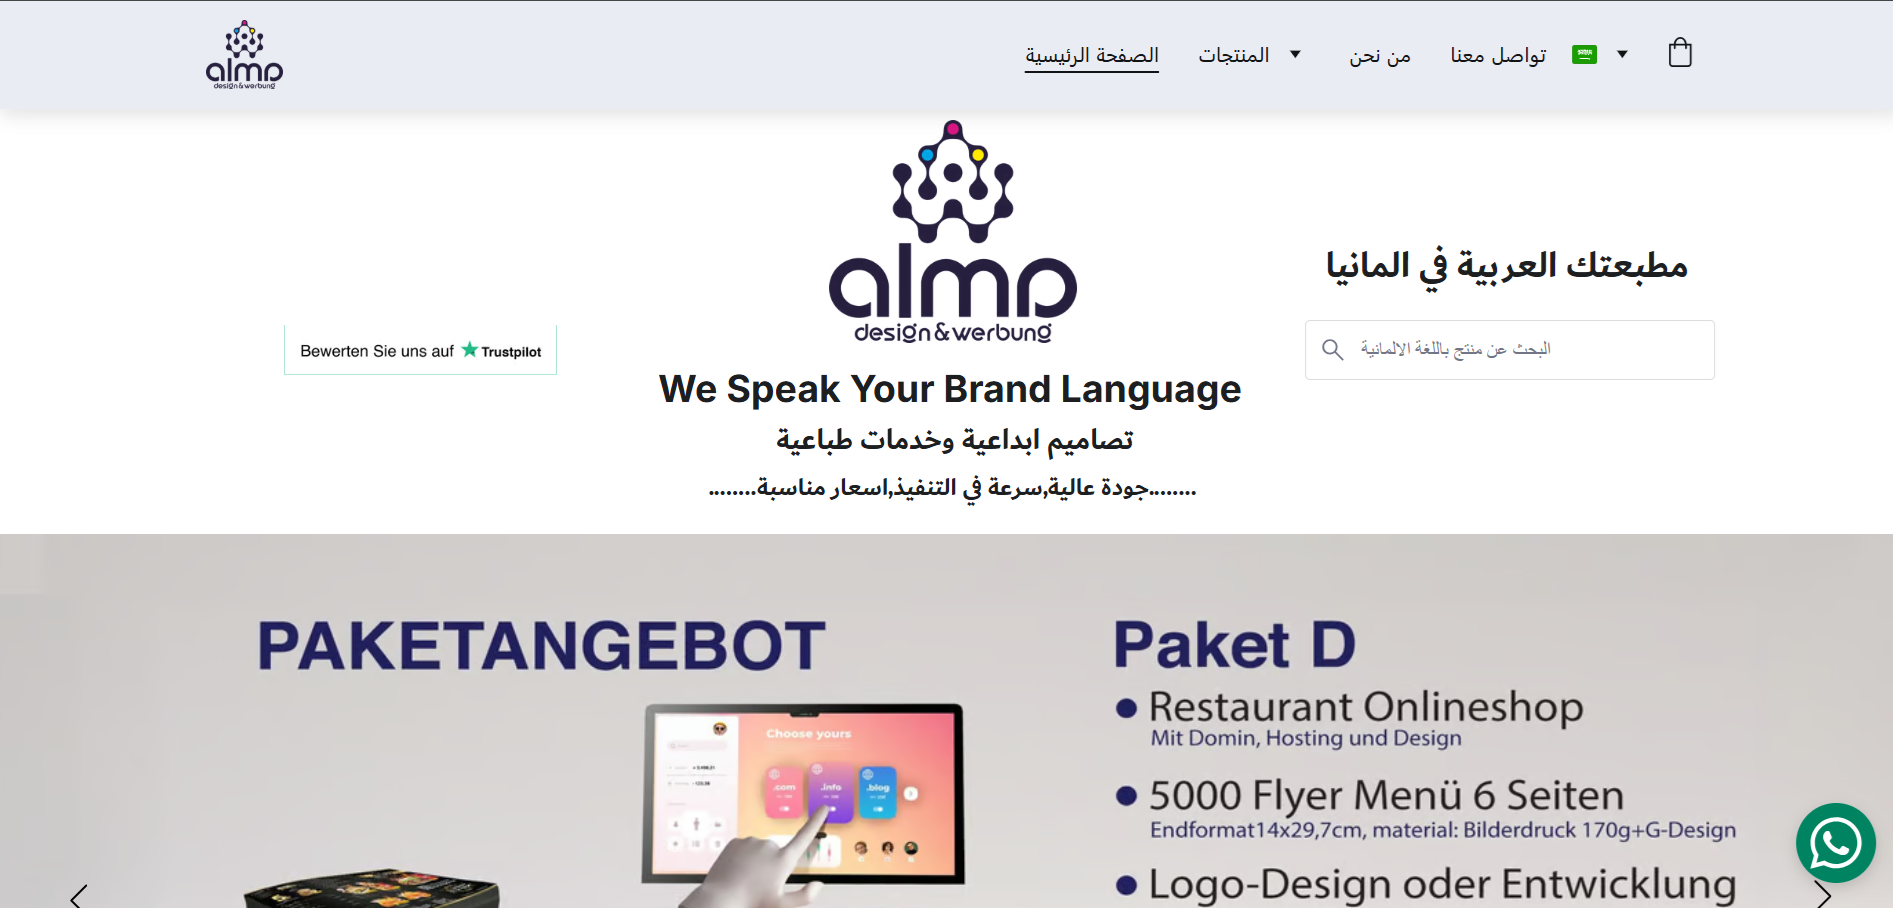 almp
design&werbung
الصفحة الرئيسية
المنتجات
من نحن
تواصل معنا
almp
design&werbung
مطبعتك العربية في المانيا
البحث عن منتج باللغة الالمانية
Bewerten Sie uns auf Trustpilot
We Speak Your Brand Language
تصاميم ابداعية وخدمات طباعية
........جودة عالية,سرعة في التنفيذ,اسعار مناسبة........
PAKETANGEBOT
Paket D
Restaurant Onlineshop
Mit Domin, Hosting und Design
5000 Flyer Menü 6 Seiten
Endformat14x29,7cm, material: Bilderdruck 170g+G-Design
Logo-Design oder Entwicklung
Choose yours
.com
.info
.blog